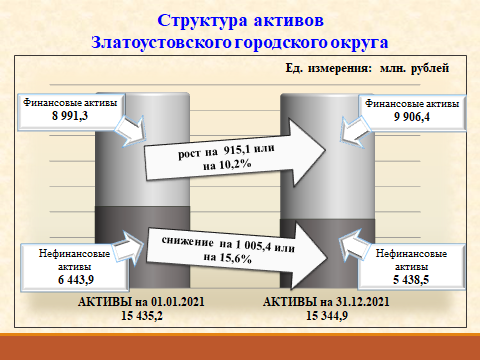 Структура активов
Златоустовского городского округа
Ед. измерения: млн. рублей
Финансовые активы
8 991,3
Финансовые активы
9 906,4
рост на 915,1 или
на 10,2%
снижение на 1 005,4 или
на 15,6%
Нефинансовые
активы
6 443,9
Нефинансовые
активы
5 438,5
АКТИВЫ на 01.01.2021
15 435,2
АКТИВЫ на 31.12.2021
15 344,9